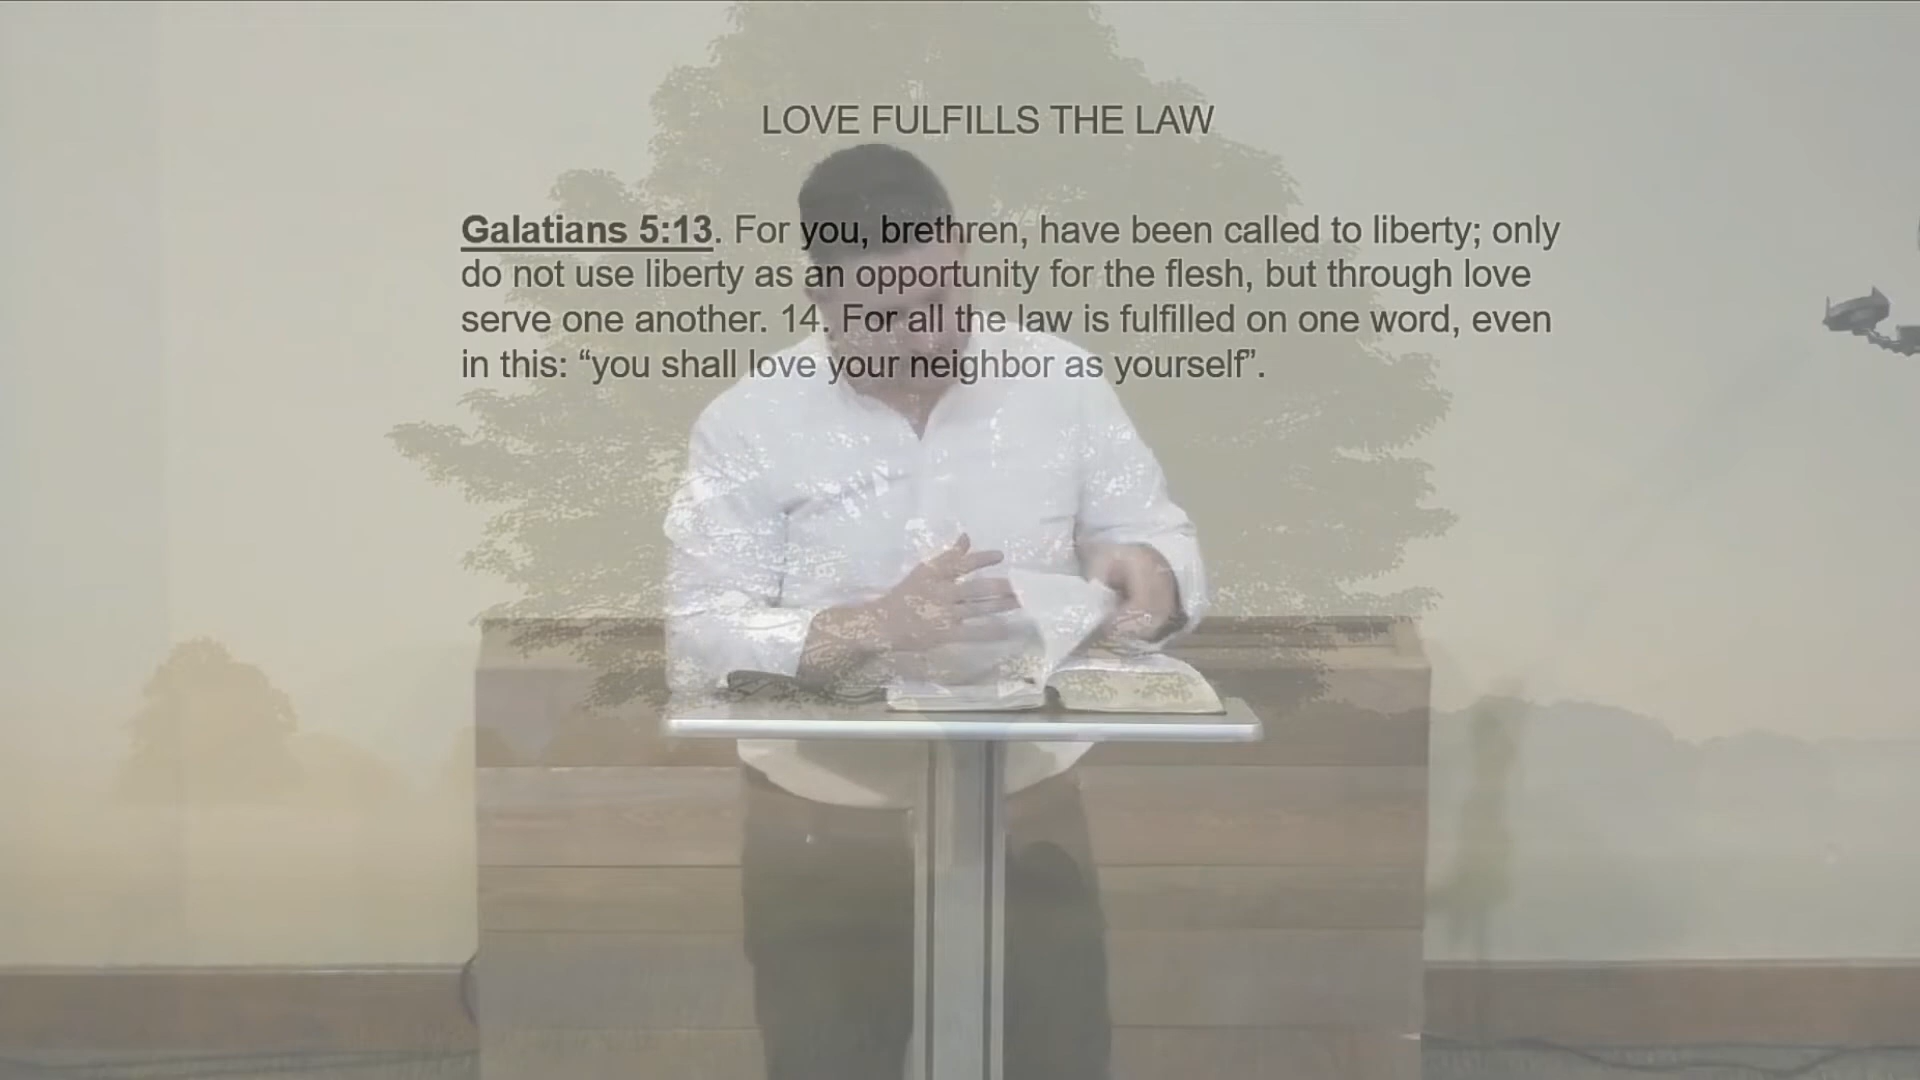 LOVE FULFILLS THE LAW
Galatians 5:13. For you, brethren, have been called to liberty; only
do not use liberty as an opportunity for the flesh, but through love
serve one another. 14. For all the law is fulfilled on one word, even
in this: “you shall love your neighbor as yourself”.